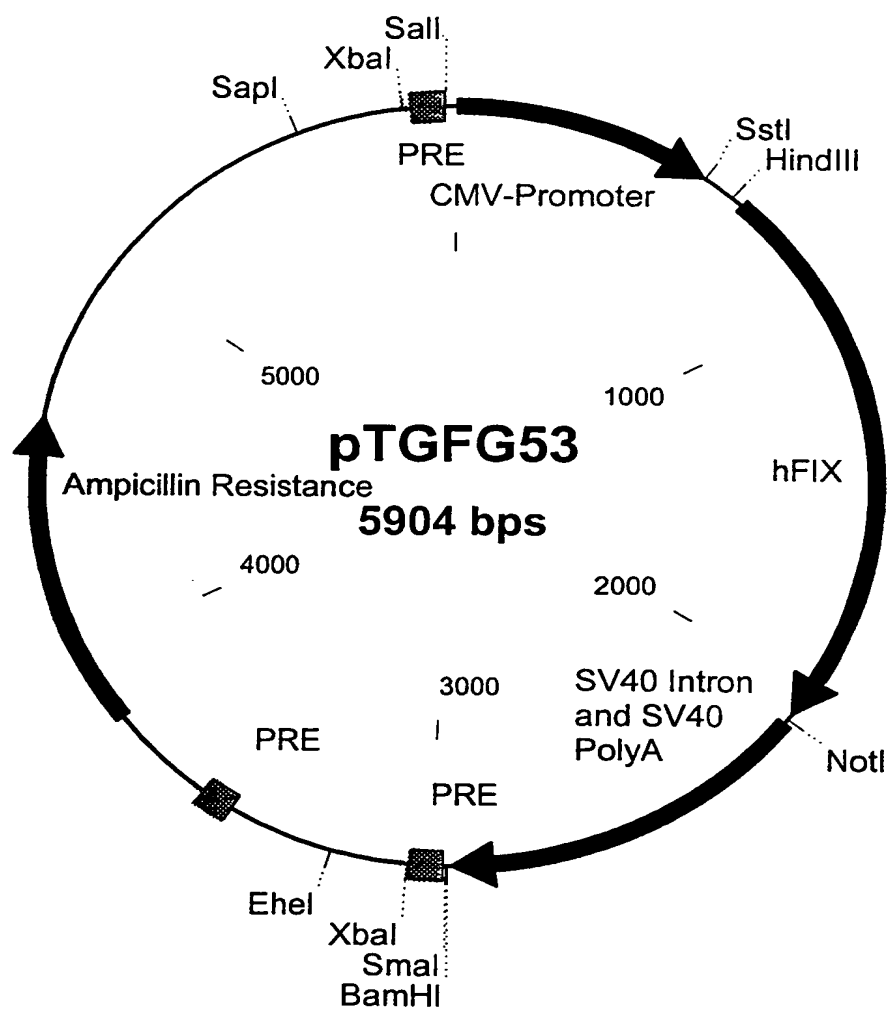 SalI
XbaI
SapI
SstI
HindIII
PRE
CMV-Promoter
5000
1000
pTGFG53
hFIX
Ampicillin Resistance
5904 bps
4000
2000
3000
SV40 Intron
and SV40
PolyA
PRE
NotI
PRE
EheI
XbaI
SmaI
BamHI